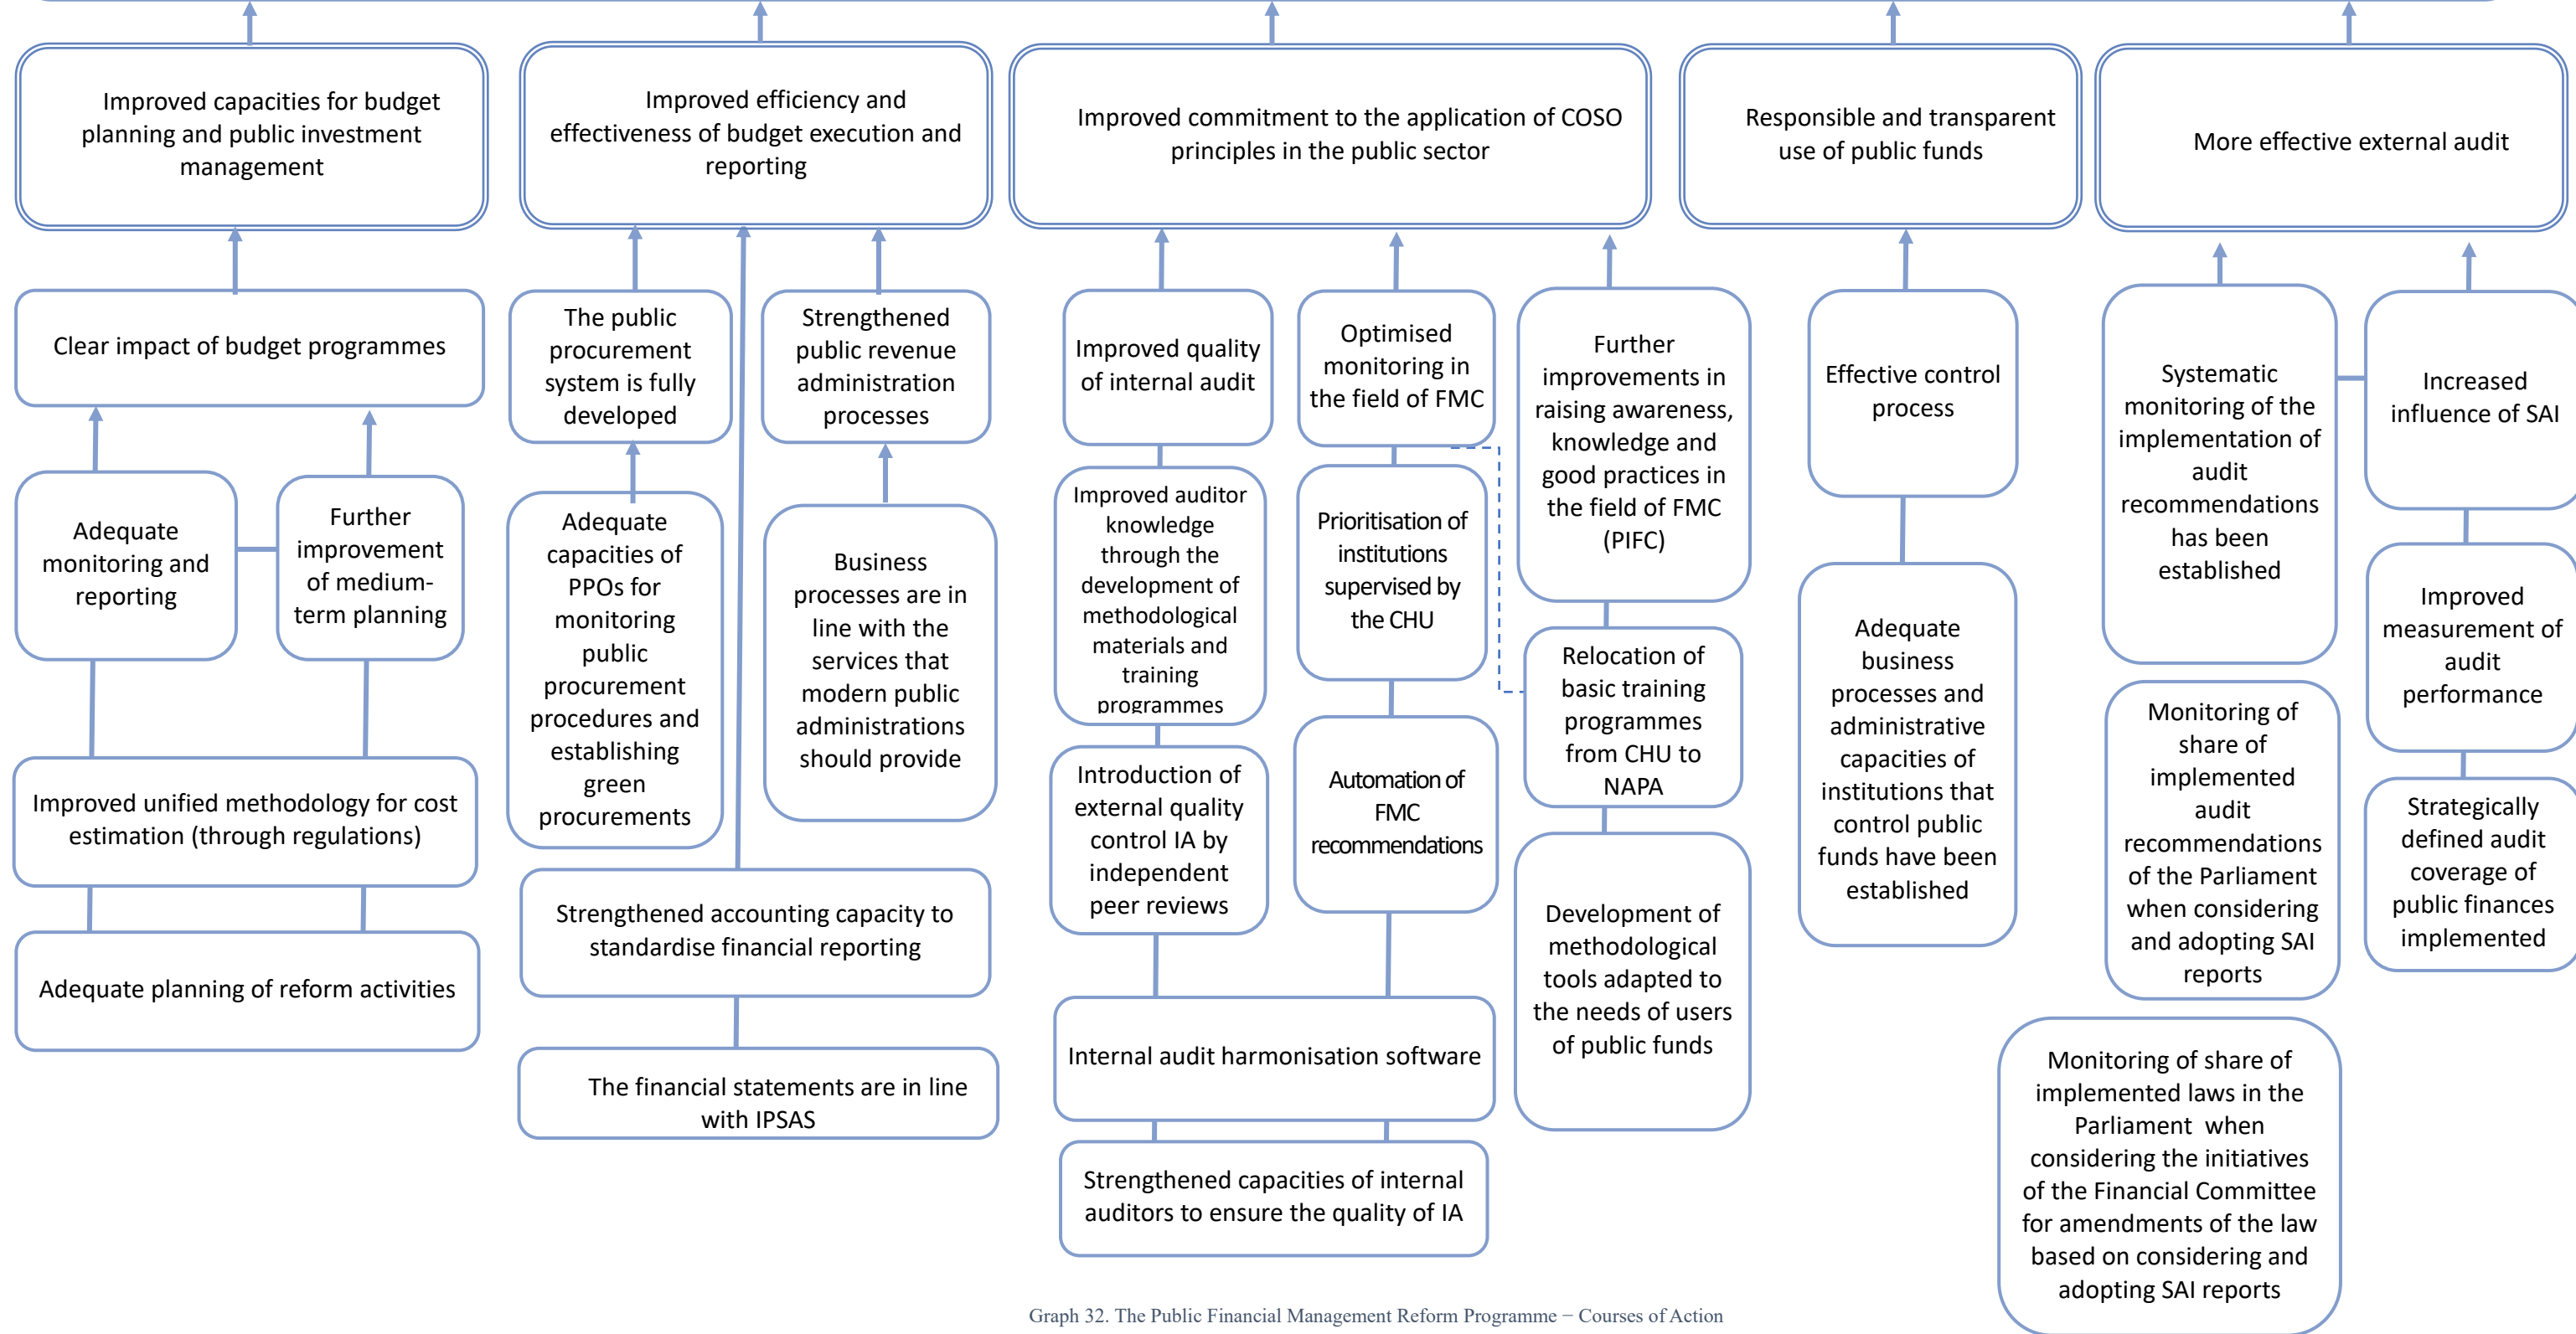 Improved capacities for budget
planning and public investment
management
Improved efficiency and
effectiveness of budget execution and
reporting
Improved commitment to the application of COSO
principles in the public sector
Responsible and transparent
use of public funds
More effective external audit
Clear impact of budget programmes
Adequate
monitoring and
reporting
Further
improvement
of medium-
term planning
Improved unified methodology for cost
estimation (through regulations)
Adequate planning of reform activities
The public
procurement
system is fully
developed
Strengthened
public revenue
administration
processes
Adequate
capacities of
PPOs for
monitoring
public
procurement
procedures and
establishing
green
procurements
Business
processes are in
line with the
services that
modern public
administrations
should provide
Strengthened accounting capacity to
standardise financial reporting
The financial statements are in line
with IPSAS
Improved quality
of internal audit
Improved auditor
knowledge
through the
development of
methodological
materials and
training
programmes
Introduction of
external quality
control IA by
independent
peer reviews
Optimised
monitoring in
the field of FMC
Prioritisation of
institutions
supervised by
the CHU
Automation of
FMC
recommendations
Internal audit harmonisation software
Strengthened capacities of internal
auditors to ensure the quality of IA
Further
improvements in
raising awareness,
knowledge and
good practices in
the field of FMC
(PIFC)
Relocation of
basic training
programmes
from CHU to
NAPA
Development of
methodological
tools adapted to
the needs of users
of public funds
Effective control
process
Adequate
business
processes and
administrative
capacities of
institutions that
control public
funds have been
established
Systematic
monitoring of the
implementation of
audit
recommendations
has been
established
Monitoring of
share of
implemented
audit
recommendations
of the Parliament
when considering
and adopting SAI
reports
Monitoring of share of
implemented laws in the
Parliament when
considering the initiatives
of the Financial Committee
for amendments of the law
based on considering and
adopting SAI reports
Increased
influence of SAI
Improved
measurement of
audit
performance
Strategically
defined audit
coverage of
public finances
implemented
Graph 32. The Public Financial Management Reform Programme − Courses of Action